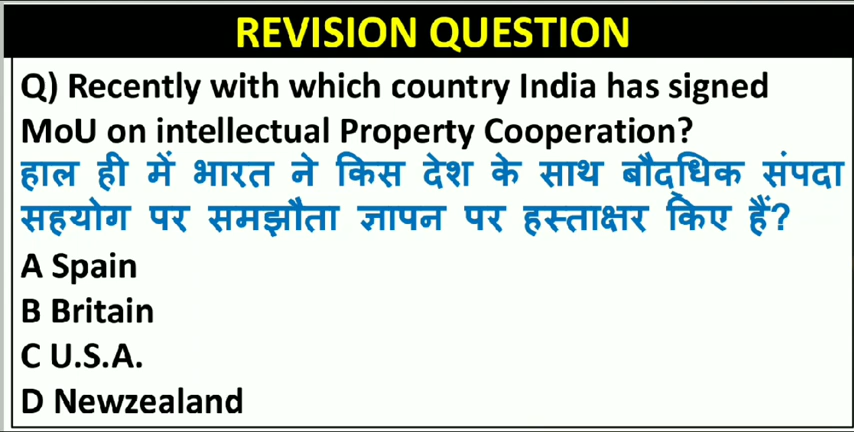 REVISION QUESTION
Q) Recently with which country India has signed
MoU on intellectual Property Cooperation?
हाल ही में भारत ने किस देश के साथ बौद्धिक संपदा
सहयोग पर समझौता ज्ञापन पर हस्ताक्षर किए हैं?
A Spain
B Britain
C U.S.A.
D Newzealand